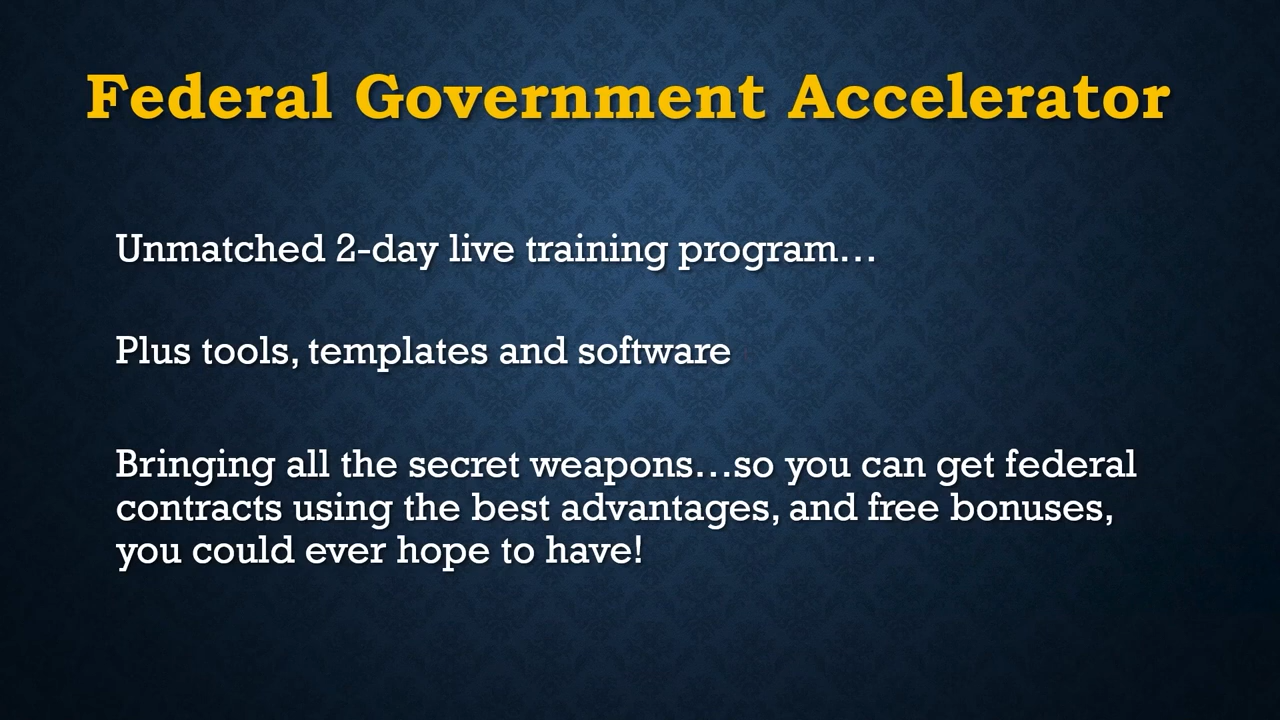 Federal Government Accelerator
Unmatched 2-day live training program…
Plus tools, templates and software
Bringing all the secret weapons…so you can get federal
contracts using the best advantages, and free bonuses,
you could ever hope to have!